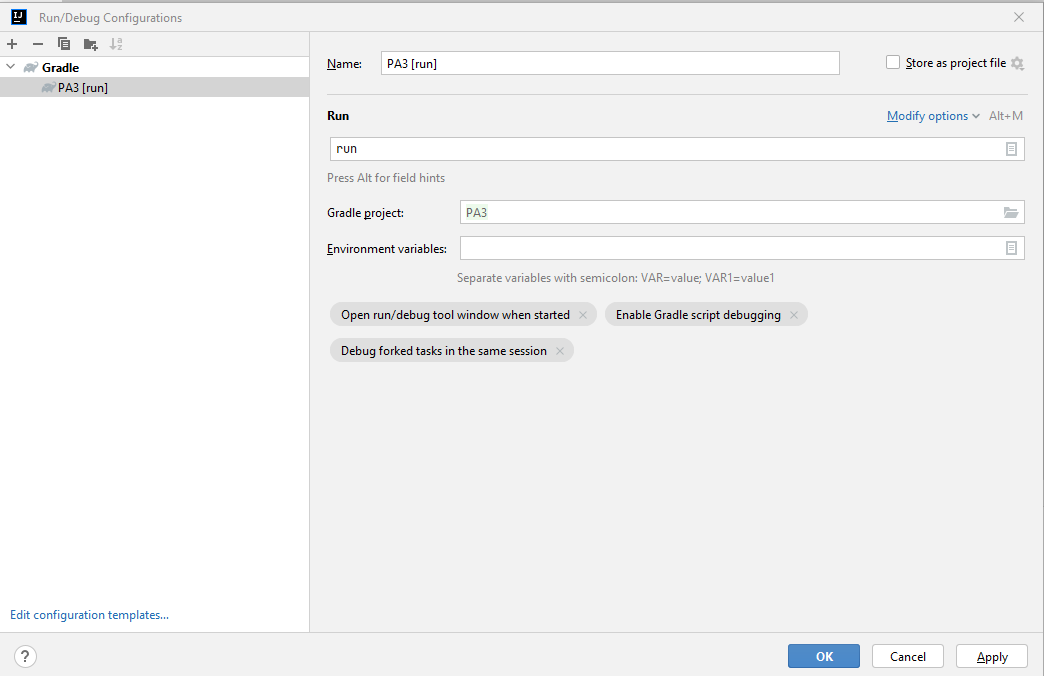 IJ Run/Debug Configurations
Gradle
PA3 [run]
Edit configuration templates...
Name: PA3 [run] Store as project file
Run Modify options Alt+M
run
Press Alt for field hints
Gradle project: PA3
Environment variables:
Separate variables with semicolon: VAR=value; VAR1=value1
Open run/debug tool window when started Enable Gradle script debugging
Debug forked tasks in the same session
? OK Cancel Apply